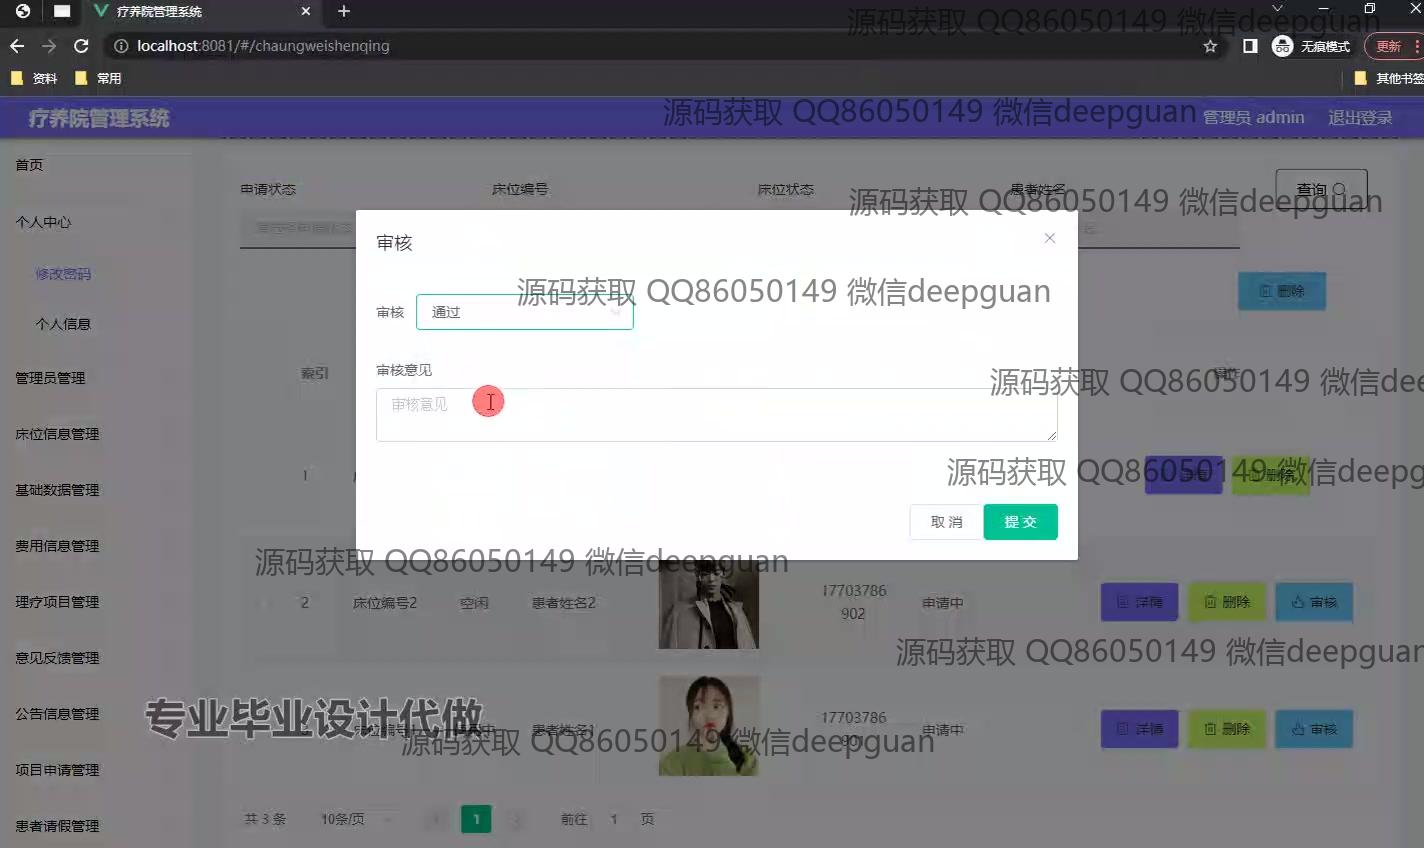 疗养院管理系统
localhost:8081/#/chaungweishenqing
无痕模式
更新
资料
常用
其他书签
疗养院管理系统
管理员 admin
退出登录
源码获取 QQ86050149 微信deepguan
源码获取 QQ86050149 微信deepguan
首页
个人中心
修改密码
个人信息
管理员管理
床位信息管理
基础数据管理
费用信息管理
理疗项目管理
意见反馈管理
公告信息管理
项目申请管理
患者请假管理
申请状态
床位编号
床位状态
患者姓名
查询
源码获取 QQ86050149 微信deepguan
删除
审核
源码获取 QQ86050149 微信deepguan
审核
通过
审核意见
审核意见
取 消
提 交
索引
操作
源码获取 QQ86050149 微信dee
1
详情
删除
源码获取 QQ86050149 微信deepg
源码获取 QQ86050149 微信deepguan
2
床位编号2
空闲
患者姓名2
17703786
902
申请中
详情
删除
审核
源码获取 QQ86050149 微信deepguan
专业毕业设计代做
床位编号1
患者姓名1
17703786
901
申请中
详情
删除
审核
源码获取 QQ86050149 微信deepguan
共 3 条
10条/页
1
前往
1
页